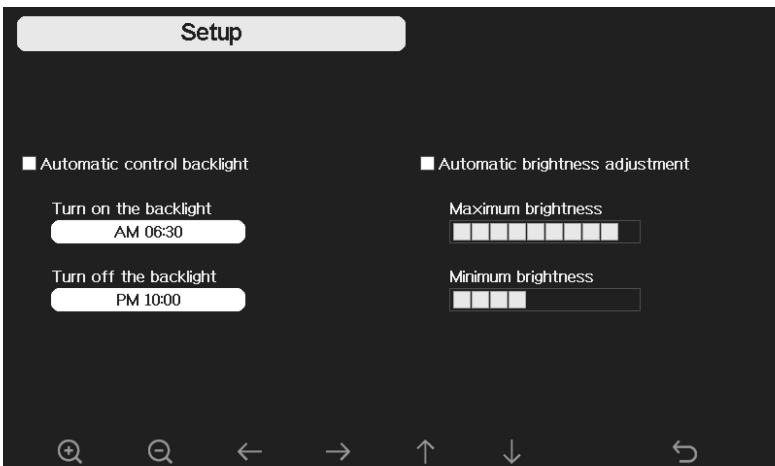 Setup
Automatic control backlight
Turn on the backlight
AM 06:30
Turn off the backlight
PM 10:00
Automatic brightness adjustment
Maximum brightness
Minimum brightness